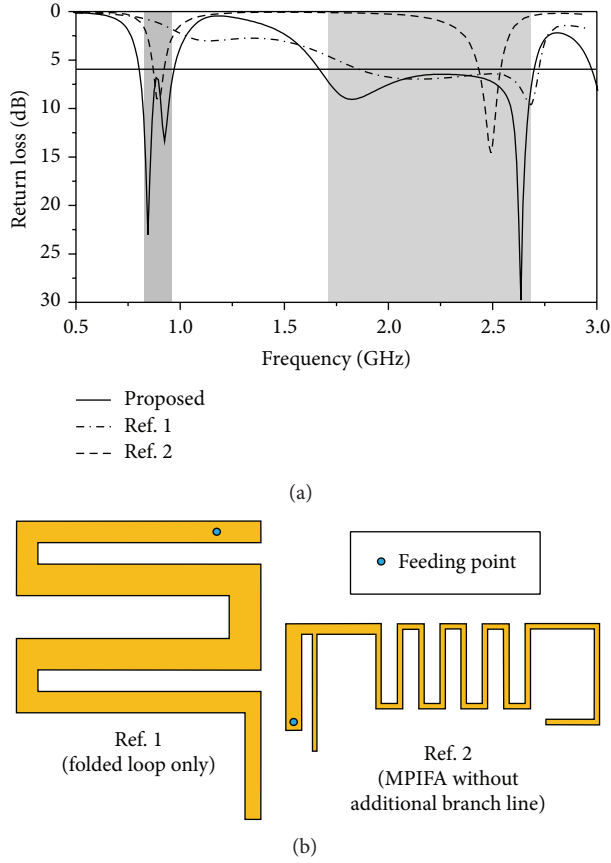 0
5
10
15
20
25
30
Return loss (dB)
0.5 1.0 1.5 2.0 2.5 3.0
Frequency (GHz)
Proposed
Ref. 1
Ref. 2
(a)
Feeding point
Ref. 1
(folded loop only)
Ref. 2
(MPIFA without
additional branch line)
(b)